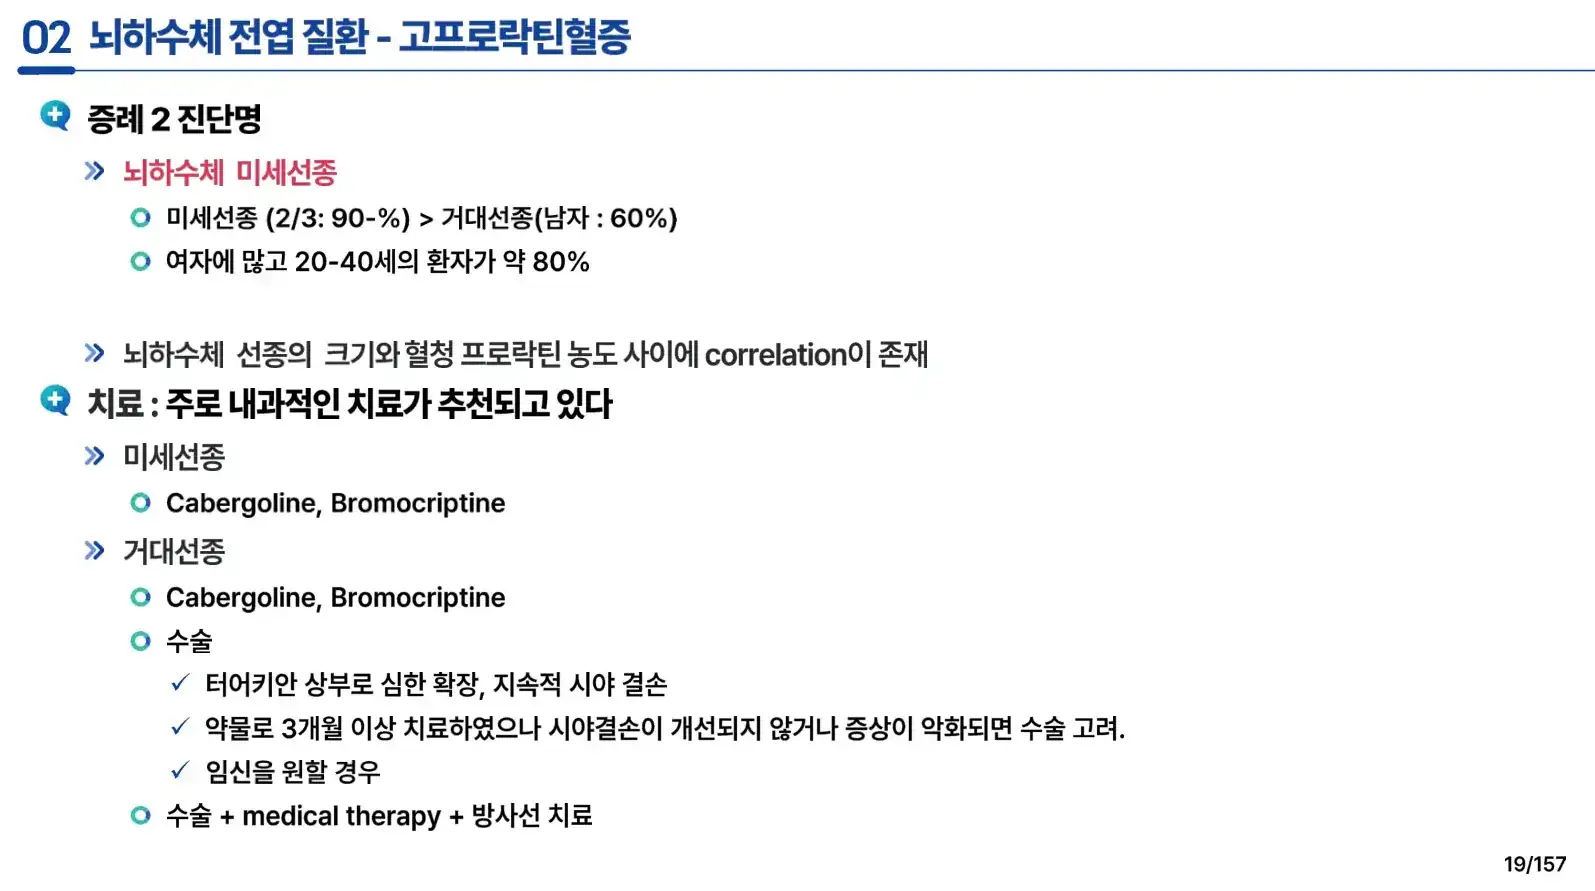 02 뇌하수체 전엽 질환 - 고프로락틴혈증
증례 2 진단명
뇌하수체 미세선종
미세선종 (2/3: 90-%) > 거대선종(남자 : 60%)
여자에 많고 20-40세의 환자가 약 80%
뇌하수체 선종의 크기와 혈청 프로락틴 농도 사이에 correlation이 존재
치료 : 주로 내과적인 치료가 추천되고 있다
미세선종
Cabergoline, Bromocriptine
거대선종
Cabergoline, Bromocriptine
수술
터어키안 상부로 심한 확장, 지속적 시야 결손
약물로 3개월 이상 치료하였으나 시야결손이 개선되지 않거나 증상이 악화되면 수술 고려.
임신을 원할 경우
수술 + medical therapy + 방사선 치료
19/157